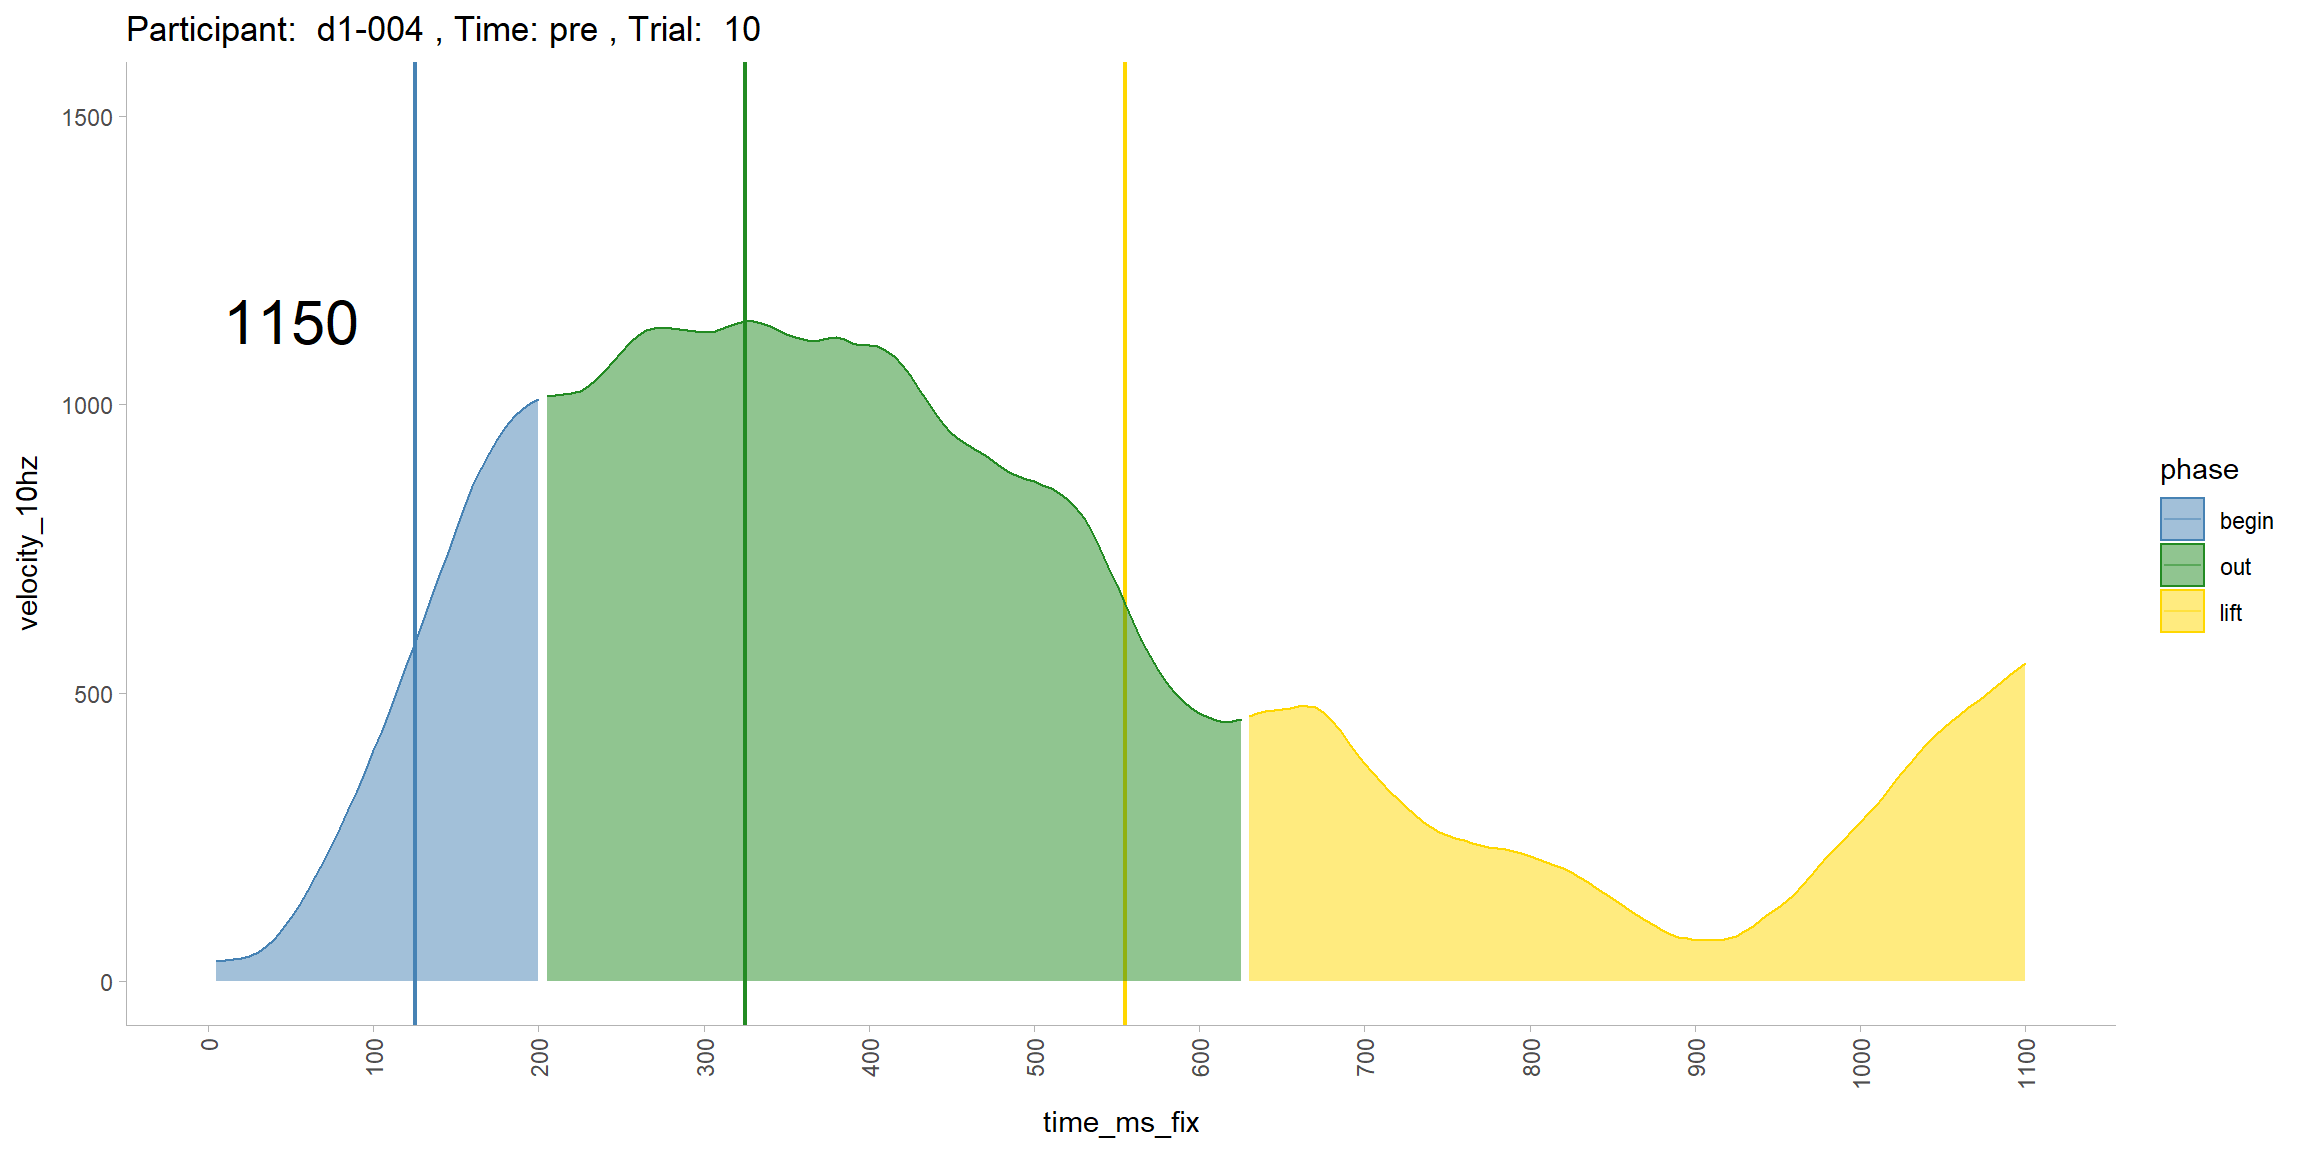 Participant:  d1-004 , Time: pre , Trial:  10
1500
1000
500
0
velocity_10hz
1150
0
100
200
300
400
500
600
700
800
900
1000
1100
time_ms_fix
phase
begin
out
lift